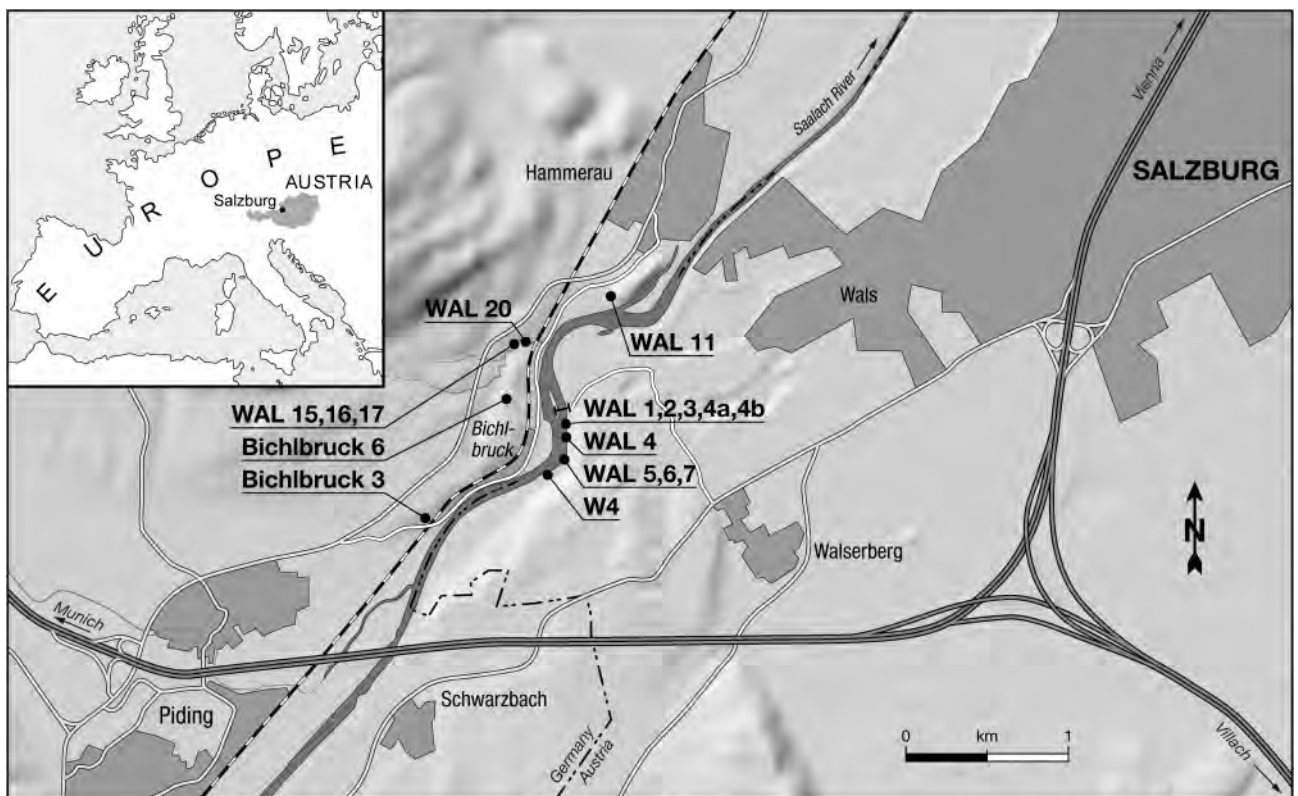 EUROPE
AUSTRIA
Salzburg
Hammerau
Saalach River
Vienna
SALZBURG
Wals
WAL 20
WAL 11
WAL 15,16,17
Bichlbruck 6
Bichlbruck 3
Bichl-
bruck
WAL 1,2,3,4a,4b
WAL 4
WAL 5,6,7
W4
Walserberg
N
Munich
Piding
Schwarzbach
Germany
Austria
0 km 1
Villach